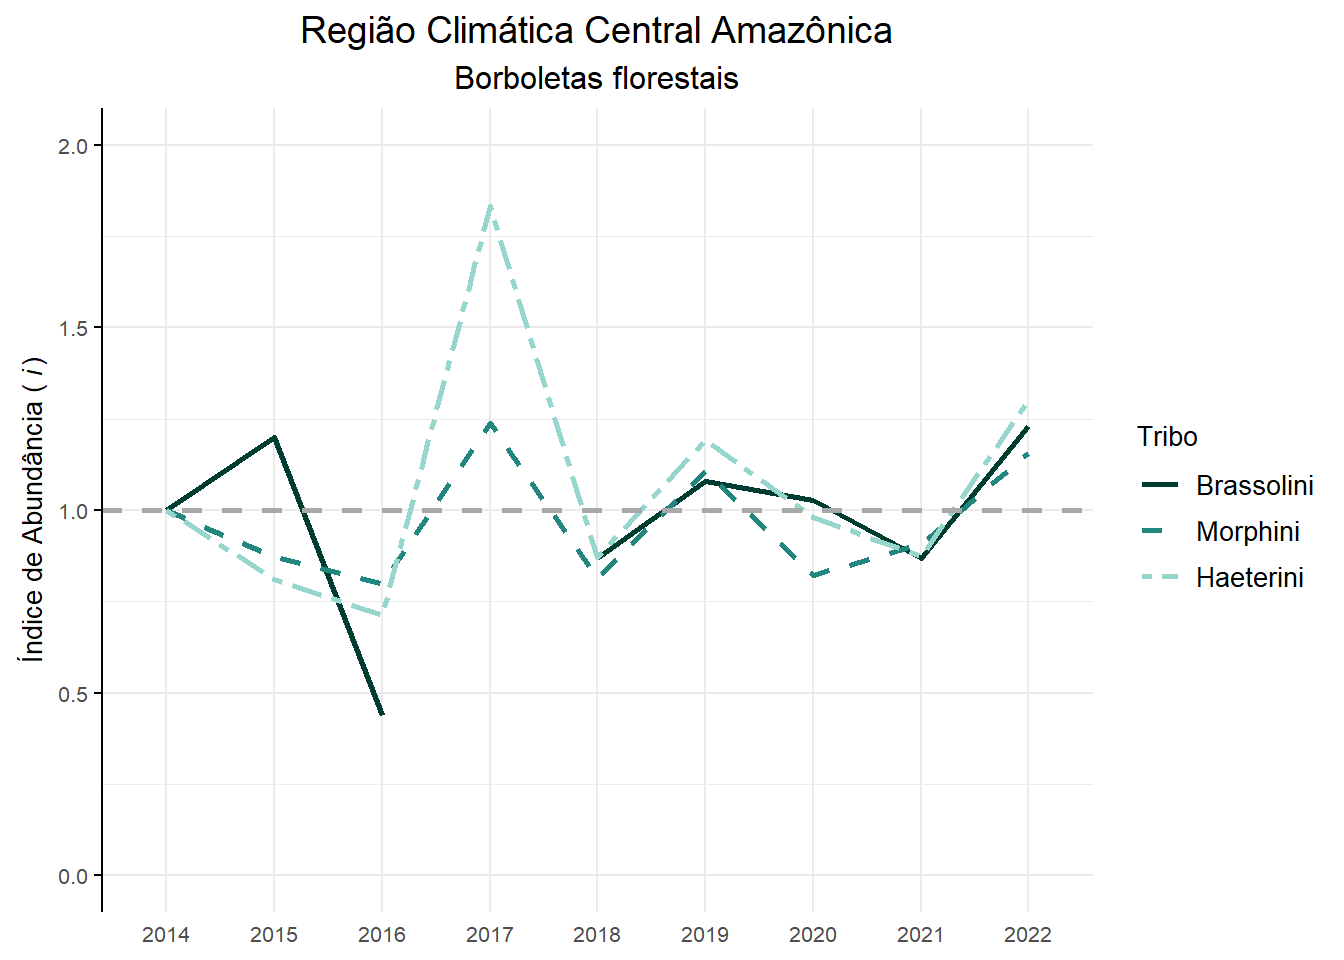 Região Climática Central Amazônica
Borboletas florestais
Índice de Abundância ( i )
2.0
1.5
1.0
0.5
0.0
2014 2015 2016 2017 2018 2019 2020 2021 2022
Tribo
Brassolini
Morphini
Haeterini